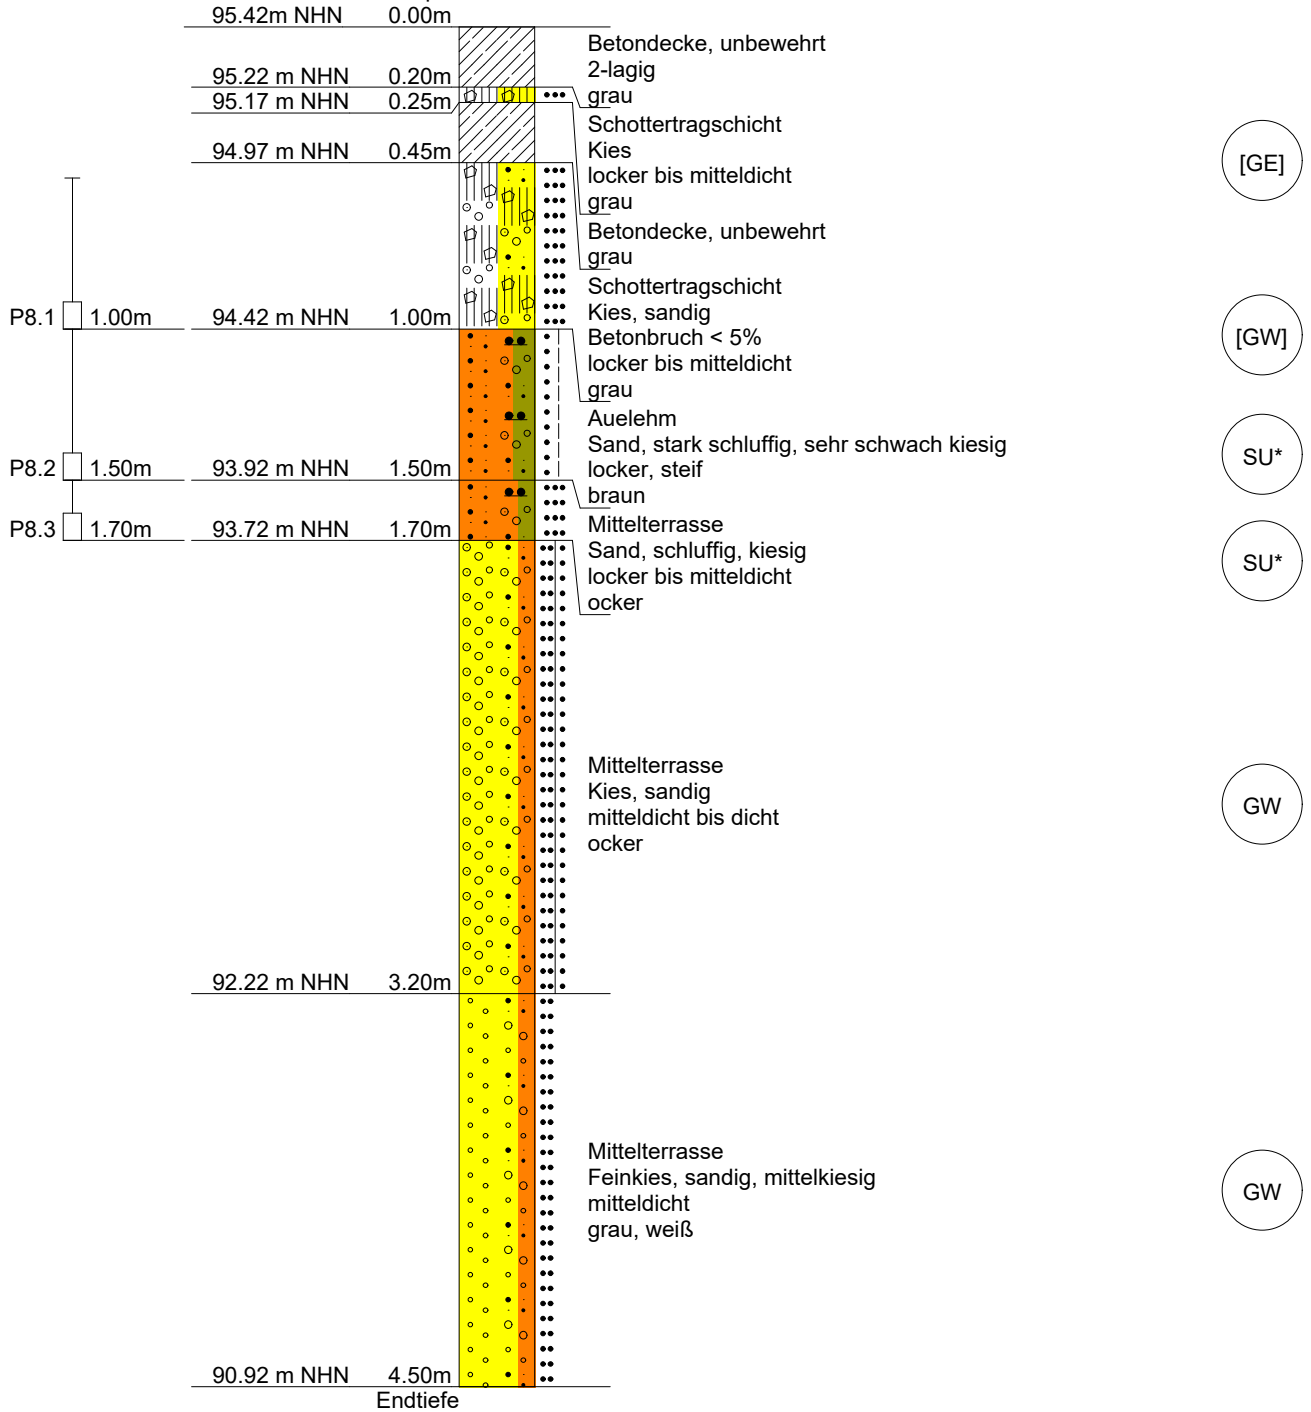 95.42m NHN 0.00m
Betondecke, unbewehrt
2-lagig
grau
95.22 m NHN 0.20m
95.17 m NHN 0.25m
Schottertragschicht
Kies
locker bis mitteldicht
grau
[GE]
94.97 m NHN 0.45m
Betondecke, unbewehrt
grau
Schottertragschicht
Kies, sandig
Betonbruch < 5%
locker bis mitteldicht
grau
[GW]
P8.1 1.00m 94.42 m NHN 1.00m
Auelehm
Sand, stark schluffig, sehr schwach kiesig
locker, steif
braun
SU*
P8.2 1.50m 93.92 m NHN 1.50m
Mittelterrasse
Sand, schluffig, kiesig
locker bis mitteldicht
ocker
SU*
P8.3 1.70m 93.72 m NHN 1.70m
Mittelterrasse
Kies, sandig
mitteldicht bis dicht
ocker
GW
92.22 m NHN 3.20m
Mittelterrasse
Feinkies, sandig, mittelkiesig
mitteldicht
grau, weiß
GW
90.92 m NHN 4.50m
Endtiefe